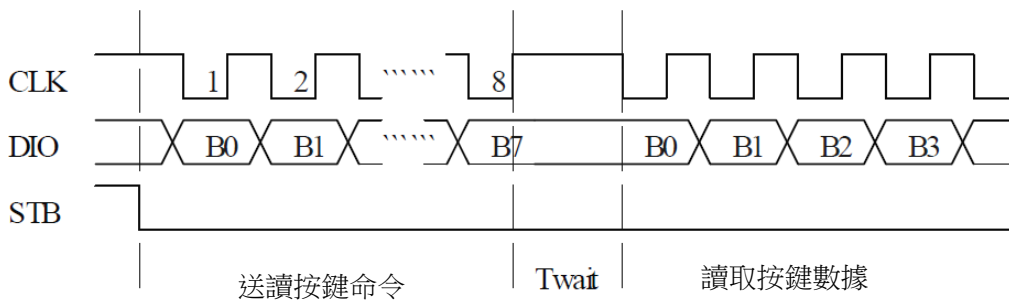 CLK 1 2 ...... 8
DIO B0 B1 ...... B7 B0 B1 B2 B3
STB
送讀按鍵命令 Twait 讀取按鍵數據